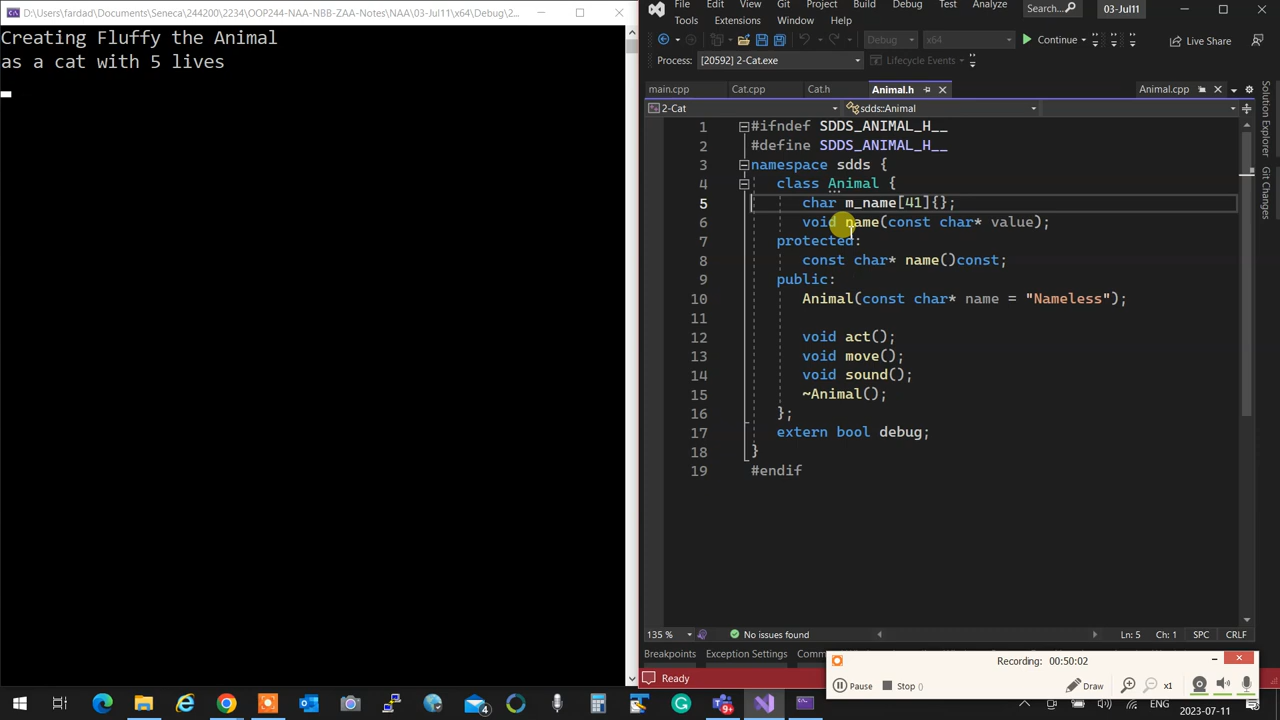 D:\Users\fardad\Documents\Seneca\244200\2234\OOP244-NAA-NBB-ZAA-Notes\NAA\03-Jul11\x64\Debug\2...
Creating Fluffy the Animal
as a cat with 5 lives
File Edit View Git Project Build Debug Test Analyze
Tools Extensions Window Help
Search...
03-Jul11
Debug x64 Continue Live Share
Process: [20592] 2-Cat.exe Lifecycle Events
main.cpp Cat.cpp Cat.h Animal.h Animal.cpp
2-Cat sdds::Animal
1 #ifndef SDDS_ANIMAL_H__
2 #define SDDS_ANIMAL_H__
3 namespace sdds {
4 class Animal {
5 char m_name[41]{};
6 void name(const char* value);
7 protected:
8 const char* name()const;
9 public:
10 Animal(const char* name = "Nameless");
11
12 void act();
13 void move();
14 void sound();
15 ~Animal();
16 };
17 extern bool debug;
18 }
19 #endif
Solution Explorer
Git Changes
135 % No issues found Ln: 5 Ch: 1 SPC CRLF
Breakpoints Exception Settings Comm
Ready
Recording: 00:50:02
Pause Stop () Draw x1
4 9+ ENG 2023-07-11